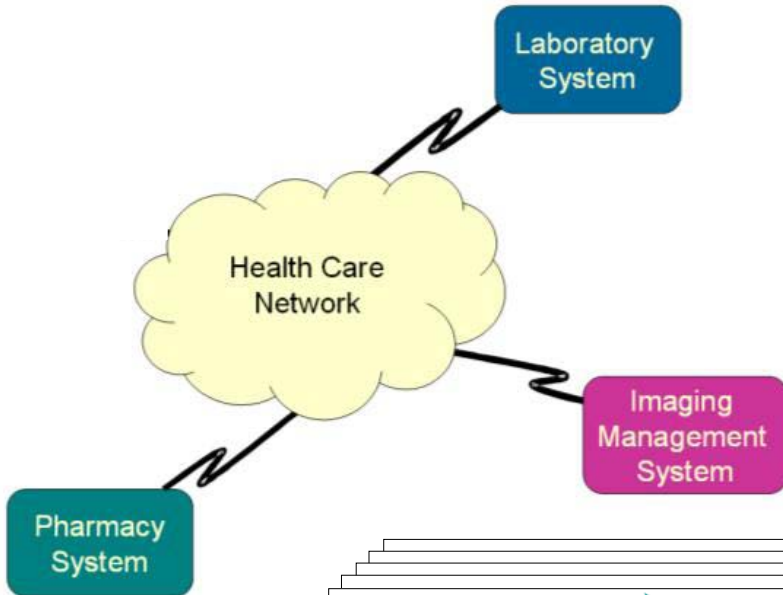 Laboratory
System
Health Care
Network
Imaging
Management
System
Pharmacy
System